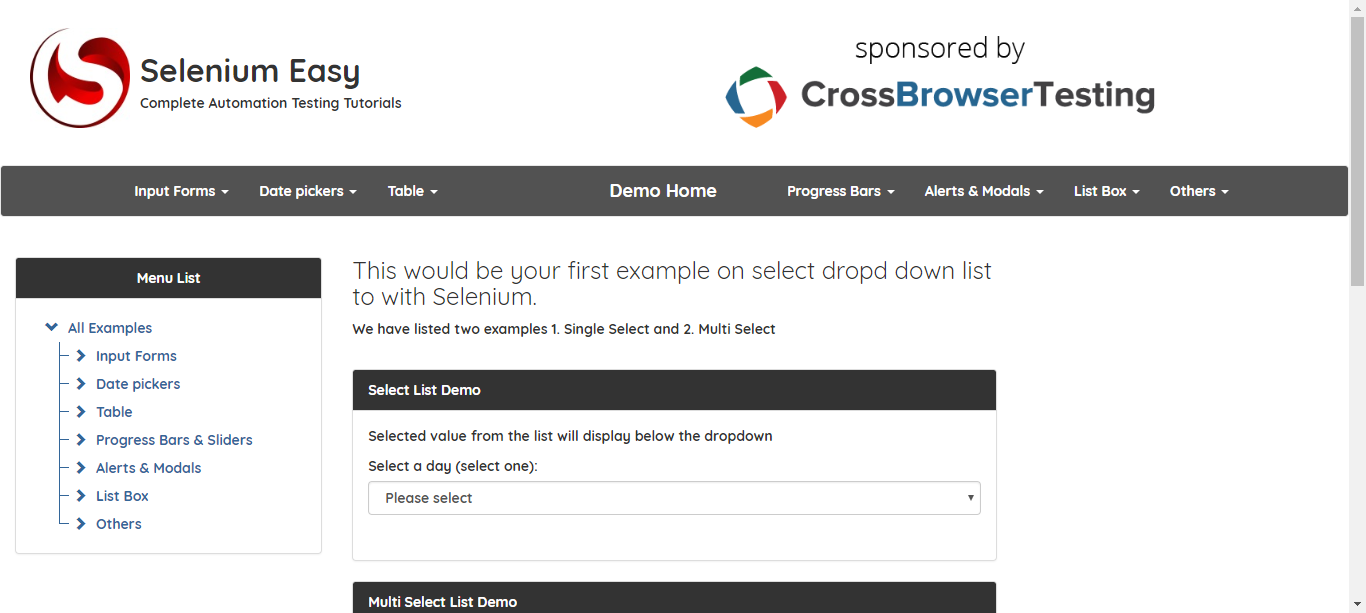 Selenium Easy
Complete Automation Testing Tutorials
sponsored by
CrossBrowserTesting
Input Forms
Date pickers
Table
Demo Home
Progress Bars
Alerts & Modals
List Box
Others
Menu List
All Examples
Input Forms
Date pickers
Table
Progress Bars & Sliders
Alerts & Modals
List Box
Others
This would be your first example on select dropd down list
to with Selenium.
We have listed two examples 1. Single Select and 2. Multi Select
Select List Demo
Selected value from the list will display below the dropdown
Select a day (select one):
Please select
Multi Select List Demo